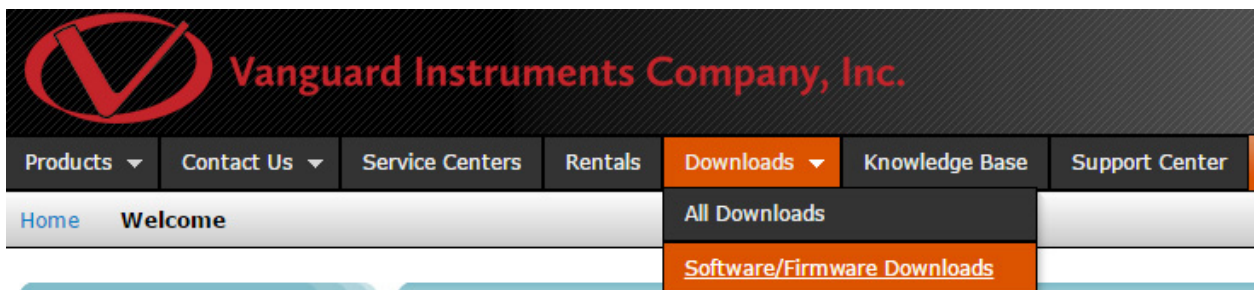 Vanguard Instruments Company, Inc.
Products Contact Us Service Centers Rentals Downloads Knowledge Base Support Center
Home Welcome
All Downloads
Software/Firmware Downloads